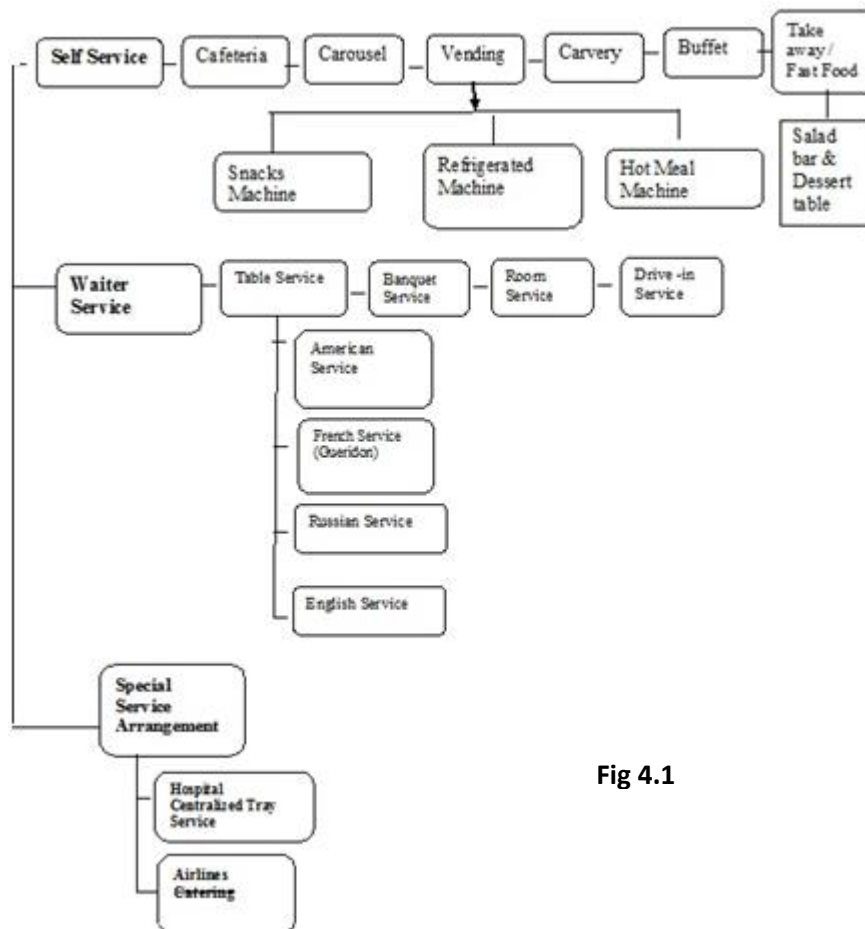 Self Service
Cafeteria
Carousel
Vending
Carvery
Buffet
Take
away /
Fast Food
Snacks
Machine
Refrigerated
Machine
Hot Meal
Machine
Salad
bar &
Dessert
table
Waiter
Service
Table Service
Banquet
Service
Room
Service
Drive -in
Service
American
Service
French Service
(Gueridon)
Russian Service
English Service
Special
Service
Arrangement
Hospital
Centralized Tray
Service
Airlines
Catering
Fig 4.1